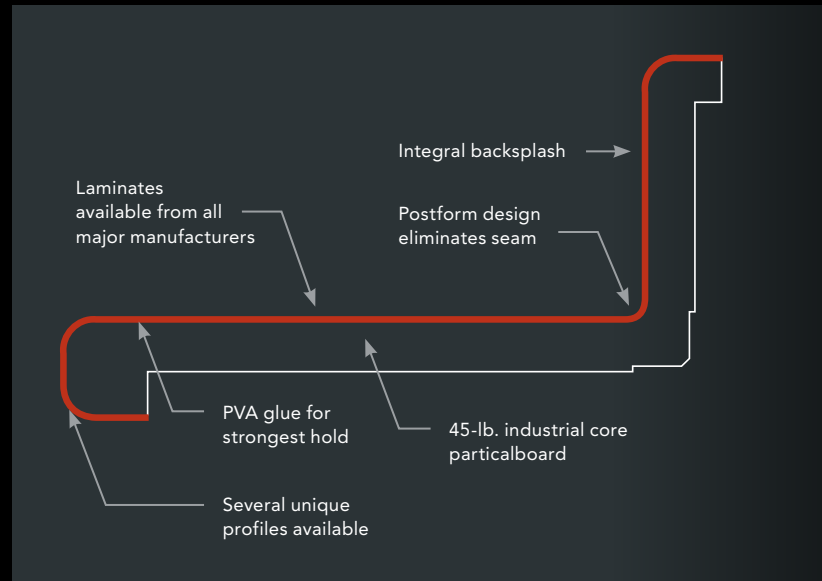 Integral backsplash
Laminates
available from all
major manufacturers
Postform design
eliminates seam
PVA glue for
strongest hold
45-lb. industrial core
particalboard
Several unique
profiles available